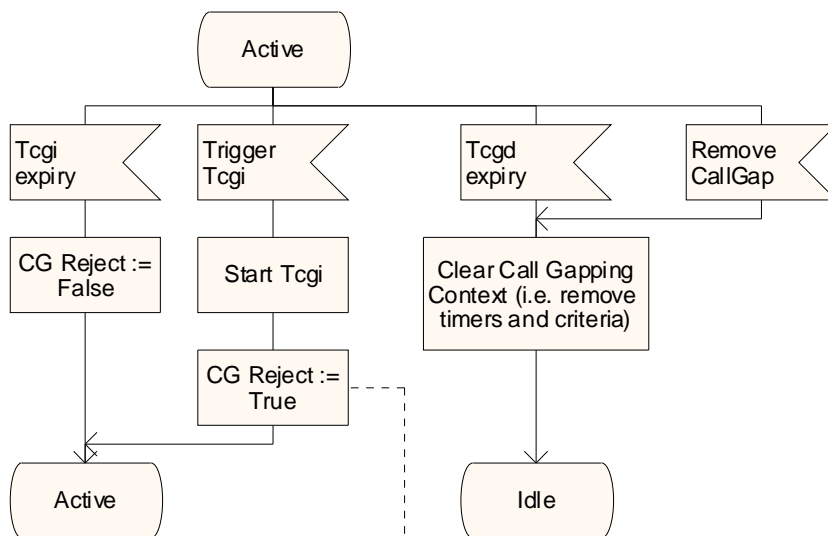 Active
Tcgi
expiry
Trigger
Tcgi
Tcgd
expiry
Remove
CallGap
CG Reject :=
False
Start Tcgi
Clear Call Gapping
Context (i.e. remove
timers and criteria)
CG Reject :=
True
Active
Idle